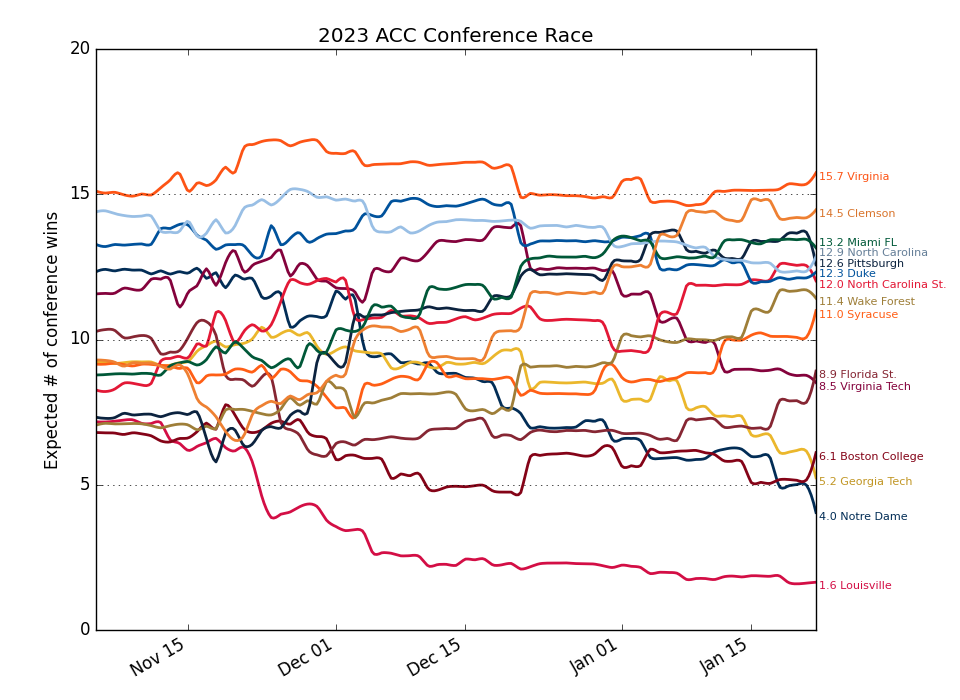 2023 ACC Conference Race
Expected # of conference wins
20
15
10
5
0
Nov 15
Dec 01
Dec 15
Jan 01
Jan 15
15.7 Virginia
14.5 Clemson
13.2 Miami FL
12.9 North Carolina
12.6 Pittsburgh
12.3 Duke
12.0 North Carolina St.
11.4 Wake Forest
11.0 Syracuse
8.9 Florida St.
8.5 Virginia Tech
6.1 Boston College
5.2 Georgia Tech
4.0 Notre Dame
1.6 Louisville